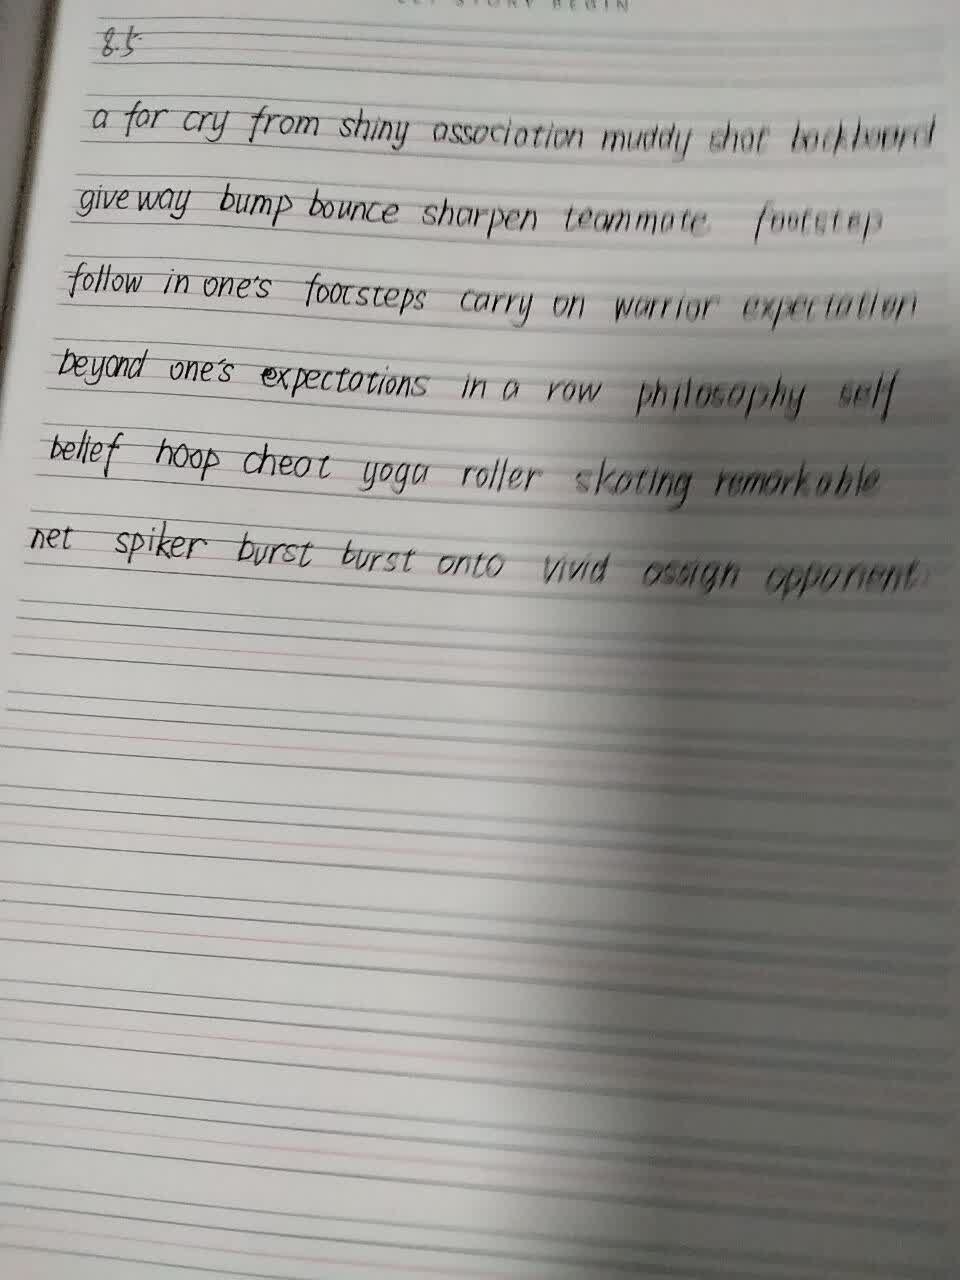 8.5
a far cry from shiny association muddy shot backboard
give way bump bounce sharpen teammate footstep
follow in one's footsteps carry on warrior expectation
beyond one's expectations in a row philosophy self
belief hoop cheat yoga roller skating remarkable
net spiker burst burst onto vivid assign opponent